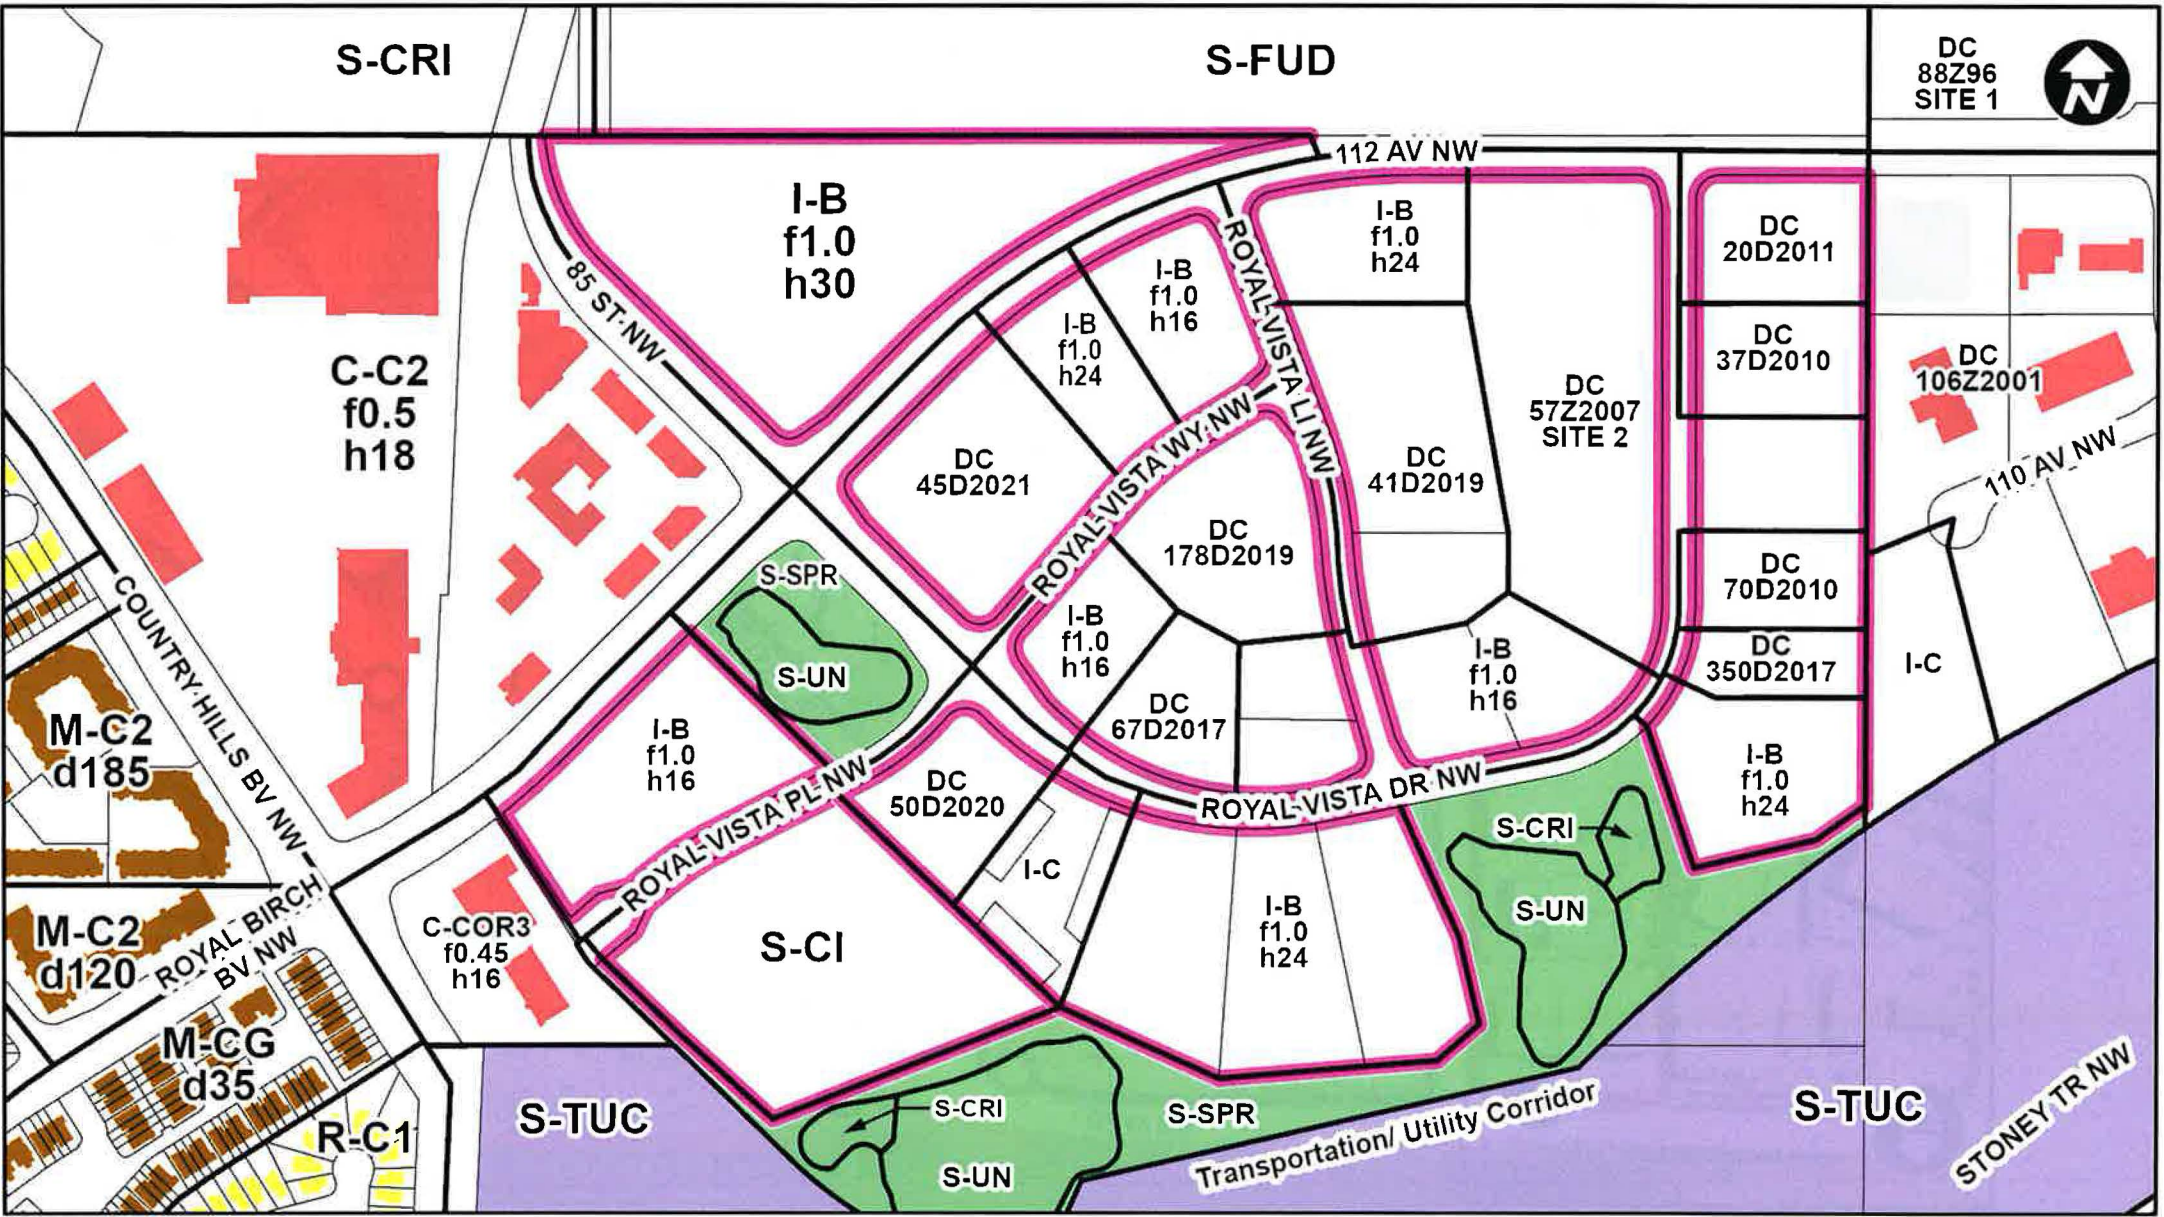 S-CRI
S-FUD
DC
88Z96
SITE 1
N
112 AV NW
I-B
f1.0
h30
I-B
f1.0
h24
DC
20D2011
85 ST NW
ROYAL VISTA LI NW
I-B
f1.0
h16
I-B
f1.0
h24
DC
37D2010
DC
106Z2001
C-C2
f0.5
h18
DC
57Z2007
SITE 2
DC
45D2021
ROYAL VISTA WY NW
DC
41D2019
110 AV NW
DC
178D2019
S-SPR
S-UN
DC
70D2010
I-B
f1.0
h16
I-B
f1.0
h16
DC
350D2017
I-C
COUNTRY HILLS BV NW
M-C2
d185
I-B
f1.0
h16
DC
67D2017
I-B
f1.0
h24
ROYAL VISTA PL NW
DC
50D2020
ROYAL VISTA DR NW
S-CRI
I-C
S-UN
M-C2
d120
ROYAL BIRCH
BV NW
C-COR3
f0.45
h16
S-CI
I-B
f1.0
h24
M-CG
d35
R-C1
S-TUC
S-CRI
S-UN
S-SPR
Transportation/ Utility Corridor
S-TUC
STONEY TR NW